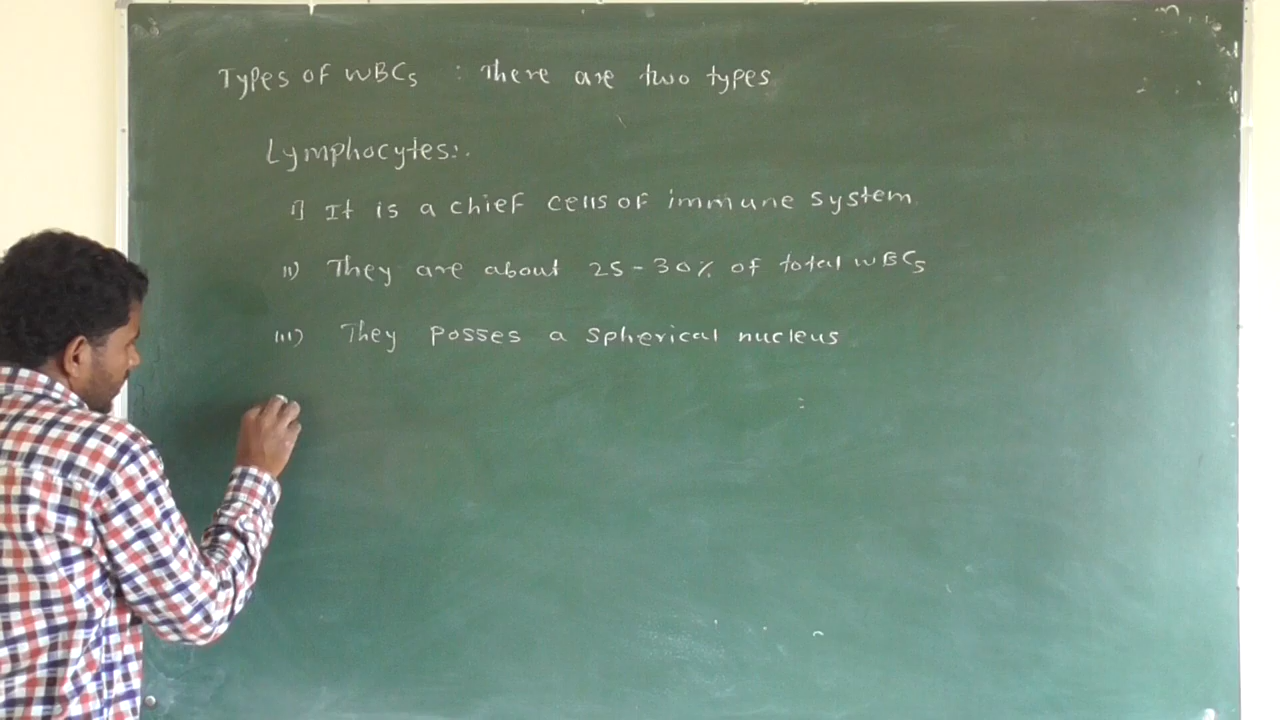 Types of WBCs : There are two types
Lymphocytes:.
i] It is a chief cells of immune system
ii) They are about 25-30% of total WBCs
iii) They posses a spherical nucleus